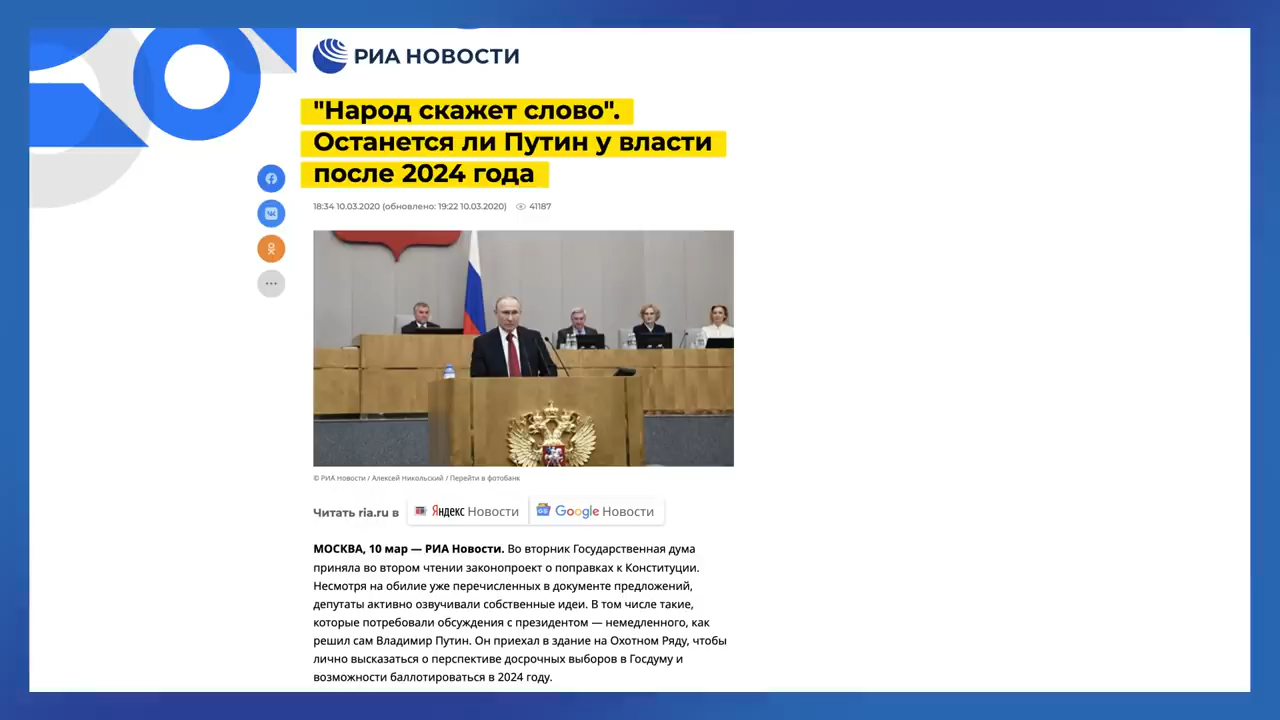 РИА НОВОСТИ
"Народ скажет слово".
Останется ли Путин у власти
после 2024 года
18:34 10.03.2020 (обновлено: 19:22 10.03.2020) 41187
© РИА Новости / Алексей Никольский / Перейти в фотобанк
Читать ria.ru в Яндекс Новости Google Новости
МОСКВА, 10 мар — РИА Новости. Во вторник Государственная дума
приняла во втором чтении законопроект о поправках к Конституции.
Несмотря на обилие уже перечисленных в документе предложений,
депутаты активно озвучивали собственные идеи. В том числе такие,
которые потребовали обсуждения с президентом — немедленного, как
решил сам Владимир Путин. Он приехал в здание на Охотном Ряду, чтобы
лично высказаться о перспективе досрочных выборов в Госдуму и
возможности баллотироваться в 2024 году.